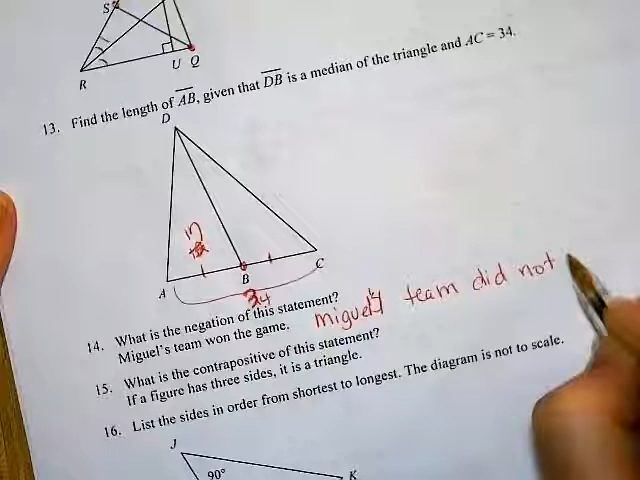 S
R
U Q
13. Find the length of AB, given that DB is a median of the triangle and AC = 34.
D
17
A
B
C
34
14. What is the negation of this statement?
Miguel's team won the game.
miguel's team did not
15. What is the contrapositive of this statement?
If a figure has three sides, it is a triangle.
16. List the sides in order from shortest to longest. The diagram is not to scale.
J
90°
K